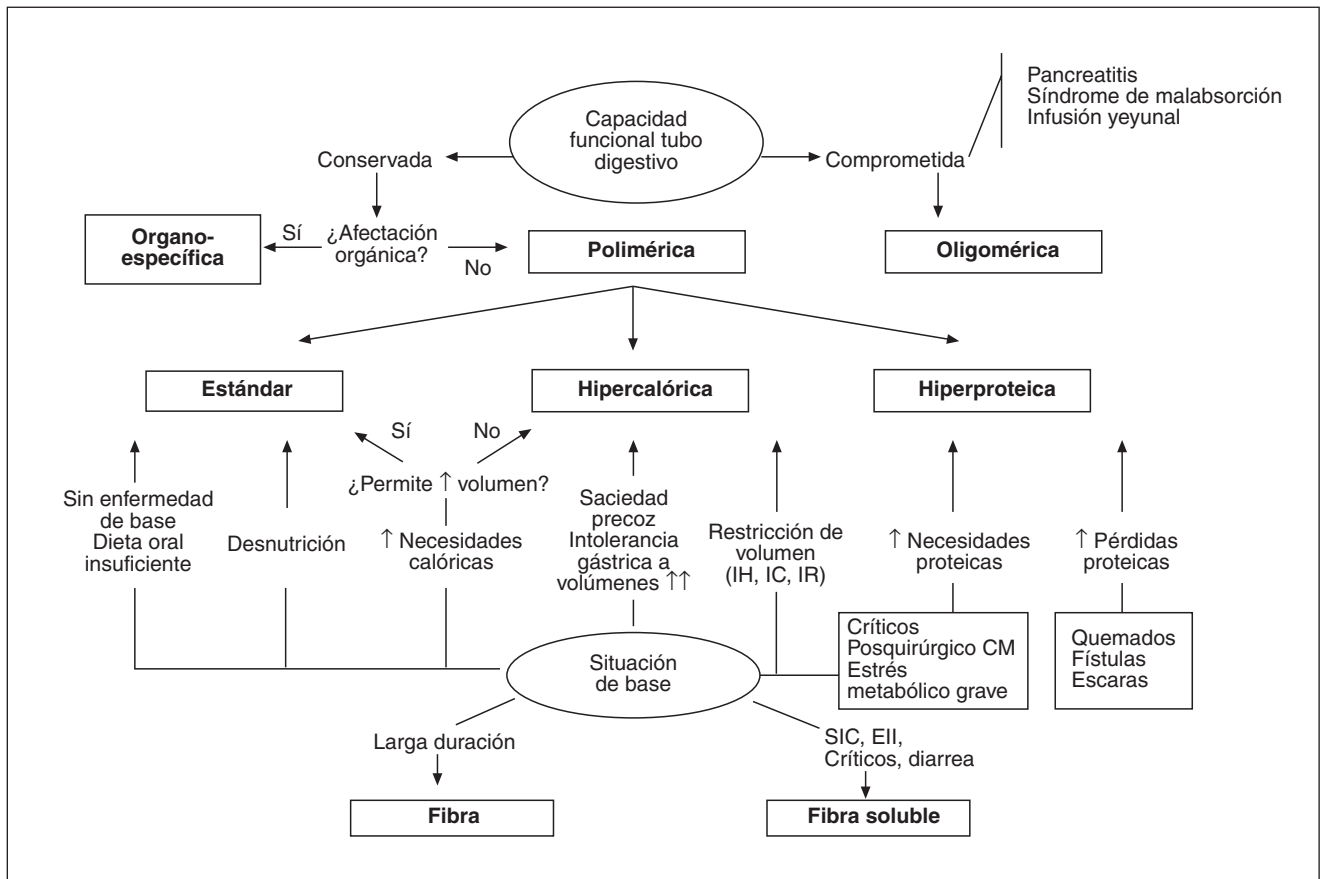 Capacidad
funcional tubo
digestivo
Pancreatitis
Síndrome de malabsorción
Infusión yeyunal
Conservada
Comprometida
Organo-
específica
Sí
¿Afectación
orgánica?
No
Polimérica
Oligomérica
Estándar
Hipercalórica
Hiperproteica
Sí
No
¿Permite ↑ volumen?
Sin enfermedad
de base
Dieta oral
insuficiente
Desnutrición
↑ Necesidades
calóricas
Saciedad
precoz
Intolerancia
gástrica a
volúmenes ↑↑
Restricción de
volumen
(IH, IC, IR)
↑ Necesidades
proteicas
↑ Pérdidas
proteicas
Críticos
Posquirúrgico CM
Estrés
metabólico grave
Quemados
Fístulas
Escaras
Situación
de base
Larga duración
SIC, EII,
Críticos, diarrea
Fibra
Fibra soluble